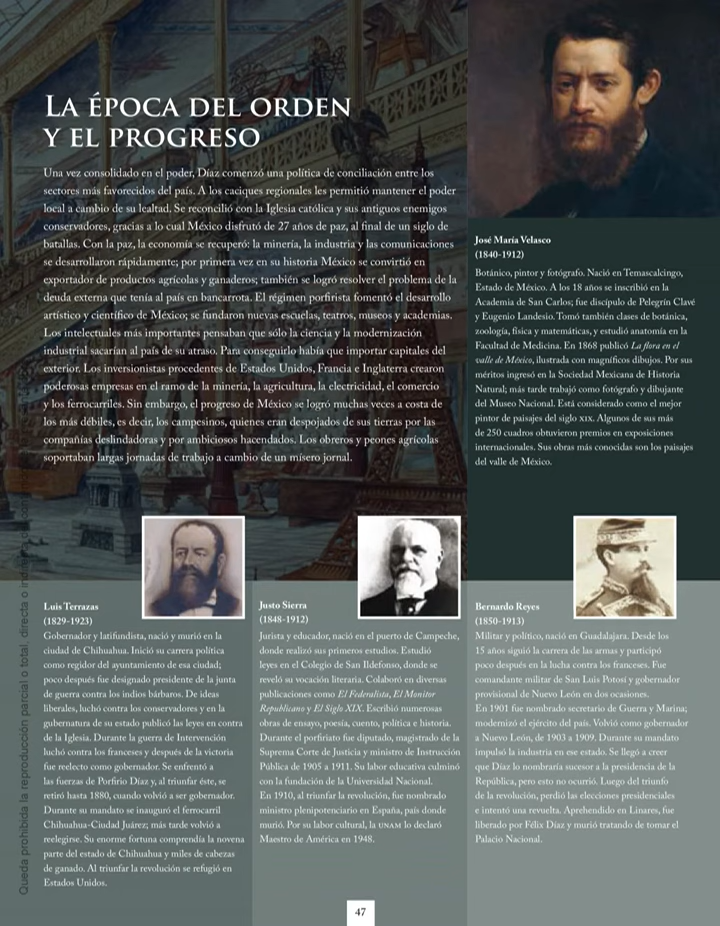 LA ÉPOCA DEL ORDEN
Y EL PROGRESO
Una vez consolidado en el poder, Díaz comenzó una política de conciliación entre los
sectores más favorecidos del país. A los caciques regionales les permitió mantener el poder
local a cambio de su lealtad. Se reconcilió con la Iglesia católica y sus antiguos enemigos
conservadores, gracias a lo cual México disfrutó de 27 años de paz, al final de un siglo de
batallas. Con la paz, la economía se recuperó: la minería, la industria y las comunicaciones
se desarrollaron rápidamente; por primera vez en su historia México se convirtió en
exportador de productos agrícolas y ganaderos; también se logró resolver el problema de la
deuda externa que tenía al país en bancarrota. El régimen porfirista fomentó el desarrollo
artístico y científico de México; se fundaron nuevas escuelas, teatros, museos y academias.
Los intelectuales más importantes pensaban que sólo la ciencia y la modernización
industrial sacarían al país de su atraso. Para conseguirlo había que importar capitales del
exterior. Los inversionistas procedentes de Estados Unidos, Francia e Inglaterra crearon
poderosas empresas en el ramo de la minería, la agricultura, la electricidad, el comercio
y los ferrocarriles. Sin embargo, el progreso de México se logró muchas veces a costa de
los más débiles, es decir, los campesinos, quienes eran despojados de sus tierras por las
compañías deslindadoras y por ambiciosos hacendados. Los obreros y peones agrícolas
soportaban largas jornadas de trabajo a cambio de un mísero jornal.
José María Velasco
(1840-1912)
Botánico, pintor y fotógrafo. Nació en Temascalcingo,
Estado de México. A los 18 años se inscribió en la
Academia de San Carlos; fue discípulo de Pelegrín Clavé
y Eugenio Landesio. Tomó también clases de botánica,
zoología, física y matemáticas, y estudió anatomía en la
Facultad de Medicina. En 1868 publicó La flora en el
valle de México, ilustrada con magníficos dibujos. Por sus
méritos ingresó en la Sociedad Mexicana de Historia
Natural; más tarde trabajó como fotógrafo y dibujante
del Museo Nacional. Está considerado como el mejor
pintor de paisajes del siglo XIX. Algunos de sus más
de 250 cuadros obtuvieron premios en exposiciones
internacionales. Sus obras más conocidas son los paisajes
del valle de México.
Luis Terrazas
(1829-1923)
Gobernador y latifundista, nació y murió en la
ciudad de Chihuahua. Inició su carrera política
como regidor del ayuntamiento de esa ciudad;
poco después fue designado presidente de la junta
de guerra contra los indios bárbaros. De ideas
liberales, luchó contra los conservadores y en la
gubernatura de su estado publicó las leyes en contra
de la Iglesia. Durante la guerra de Intervención
luchó contra los franceses y después de la victoria
fue reelecto como gobernador. Se enfrentó a
las fuerzas de Porfirio Díaz y, al triunfar éste, se
retiró hasta 1880, cuando volvió a ser gobernador.
Durante su mandato se inauguró el ferrocarril
Chihuahua-Ciudad Juárez; más tarde volvió a
reelegirse. Su enorme fortuna comprendía la novena
parte del estado de Chihuahua y miles de cabezas
de ganado. Al triunfar la revolución se refugió en
Estados Unidos.
Justo Sierra
(1848-1912)
Jurista y educador, nació en el puerto de Campeche,
donde realizó sus primeros estudios. Estudió
leyes en el Colegio de San Ildefonso, donde se
reveló su vocación literaria. Colaboró en diversas
publicaciones como El Federalista, El Monitor
Republicano y El Siglo XIX. Escribió numerosas
obras de ensayo, poesía, cuento, política e historia.
Durante el porfiriato fue diputado, magistrado de la
Suprema Corte de Justicia y ministro de Instrucción
Pública de 1905 a 1911. Su labor educativa culminó
con la fundación de la Universidad Nacional.
En 1910, al triunfar la revolución, fue nombrado
ministro plenipotenciario en España, país donde
murió. Por su labor cultural, la UNAM lo declaró
Maestro de América en 1948.
Bernardo Reyes
(1850-1913)
Militar y político, nació en Guadalajara. Desde los
15 años siguió la carrera de las armas y participó
poco después en la lucha contra los franceses. Fue
comandante militar de San Luis Potosí y gobernador
provisional de Nuevo León en dos ocasiones.
En 1901 fue nombrado secretario de Guerra y Marina;
modernizó el ejército del país. Volvió como gobernador
a Nuevo León, de 1903 a 1909. Durante su mandato
impulsó la industria en ese estado. Se llegó a creer
que Díaz lo nombraría sucesor a la presidencia de la
República, pero esto no ocurrió. Luego del triunfo
de la revolución, perdió las elecciones presidenciales
e intentó una revuelta. Aprehendido en Linares, fue
liberado por Félix Díaz y murió tratando de tomar el
Palacio Nacional.
Queda prohibida la reproducción parcial o total, directa o
47